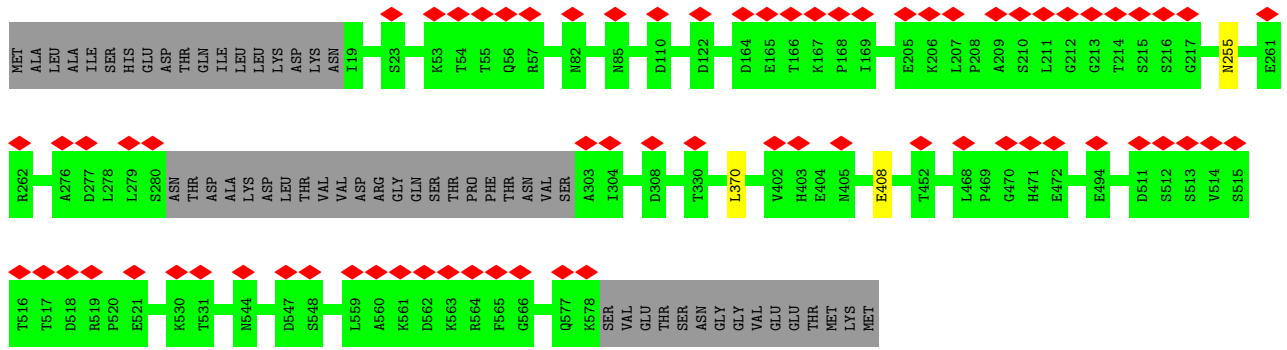 MET ALA LEU ALA ILE SER HIS GLU ASP THR GLN ILE LEU LEU LYS ASP LYS ASN I19 S23 K53 T54 T55 Q56 R57 N82 N85 D110 D122 D164 E165 T166 K167 P168 I169 E205 K206 L207 P208 A209 S210 L211 G212 G213 T214 S215 S216 G217 N255 E261
R262 A276 D277 L278 L279 S280 ASN THR ASP ALA LYS ASP LEU THR VAL VAL ASP ARG GLY GLN SER THR PRO PHE THR ASN VAL SER A303 I304 D308 T330 L370 V402 H403 E404 N405 E408 T452 L468 P469 G470 H471 E472 E494 D511 S512 S513 V514 S515
T516 T517 D518 R519 P520 E521 K530 T531 N544 D547 S548 L559 A560 K561 D562 K563 R564 F565 G566 Q577 K578 SER VAL GLU THR SER ASN GLY GLY VAL GLU GLU THR MET LYS MET